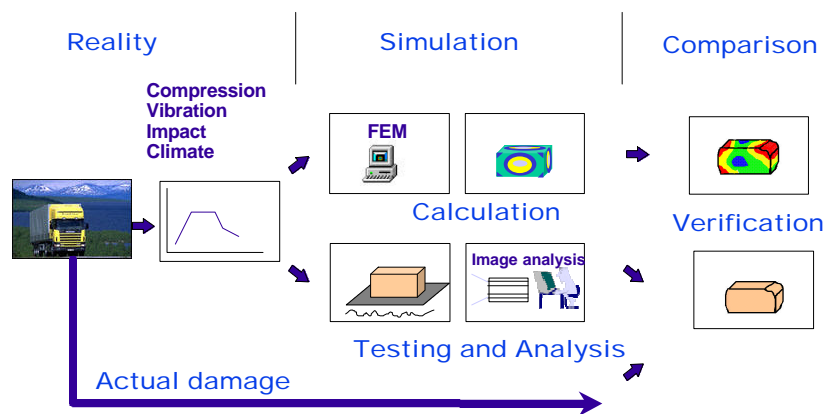 Reality
Simulation
Comparison
Compression
Vibration
Impact
Climate
FEM
Calculation
Verification
Image analysis
Testing and Analysis
Actual damage